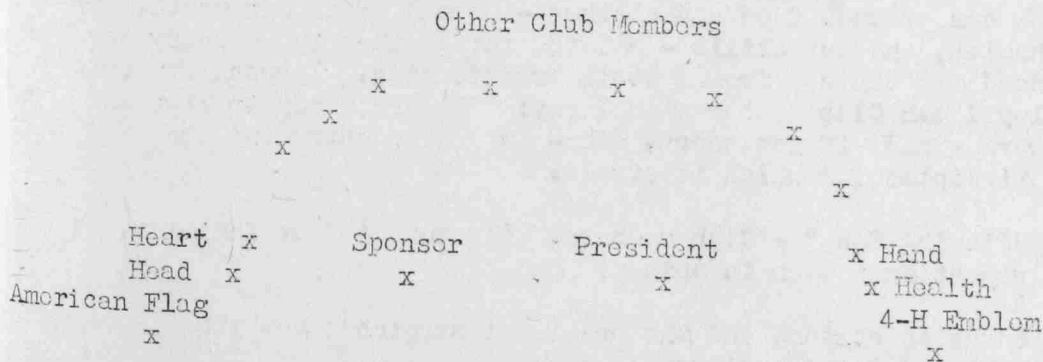 Other Club Members
x x x x
x x
x x
Heart x Sponsor President x Hand
Head x x x x Health
American Flag 4-H Emblem
x x